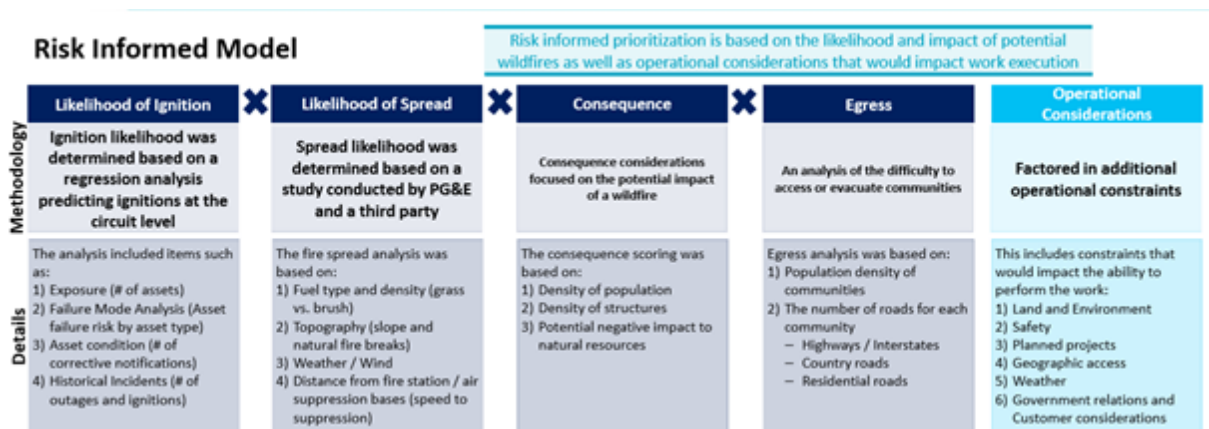 Risk Informed Model
Risk informed prioritization is based on the likelihood and impact of potential
wildfires as well as operational considerations that would impact work execution
Likelihood of Ignition
Likelihood of Spread
Consequence
Egress
Operational
Considerations
Methodology
Ignition likelihood was
determined based on a
regression analysis
predicting ignitions at the
circuit level
Spread likelihood was
determined based on a
study conducted by PG&E
and a third party
Consequence considerations
focused on the potential impact
of a wildfire
An analysis of the difficulty to
access or evacuate communities
Factored in additional
operational constraints
Details
The analysis included items such
as:
1) Exposure (# of assets)
2) Failure Mode Analysis (Asset
failure risk by asset type)
3) Asset condition (# of
corrective notifications)
4) Historical Incidents (# of
outages and ignitions)
The fire spread analysis was
based on:
1) Fuel type and density (grass
vs. brush)
2) Topography (slope and
natural fire breaks)
3) Weather / Wind
4) Distance from fire station / air
suppression bases (speed to
suppression)
The consequence scoring was
based on:
1) Density of population
2) Density of structures
3) Potential negative impact to
natural resources
Egress analysis was based on:
1) Population density of
communities
2) The number of roads for each
community
– Highways / Interstates
– Country roads
– Residential roads
This includes constraints that
would impact the ability to
perform the work:
1) Land and Environment
2) Safety
3) Planned projects
4) Geographic access
5) Weather
6) Government relations and
Customer considerations